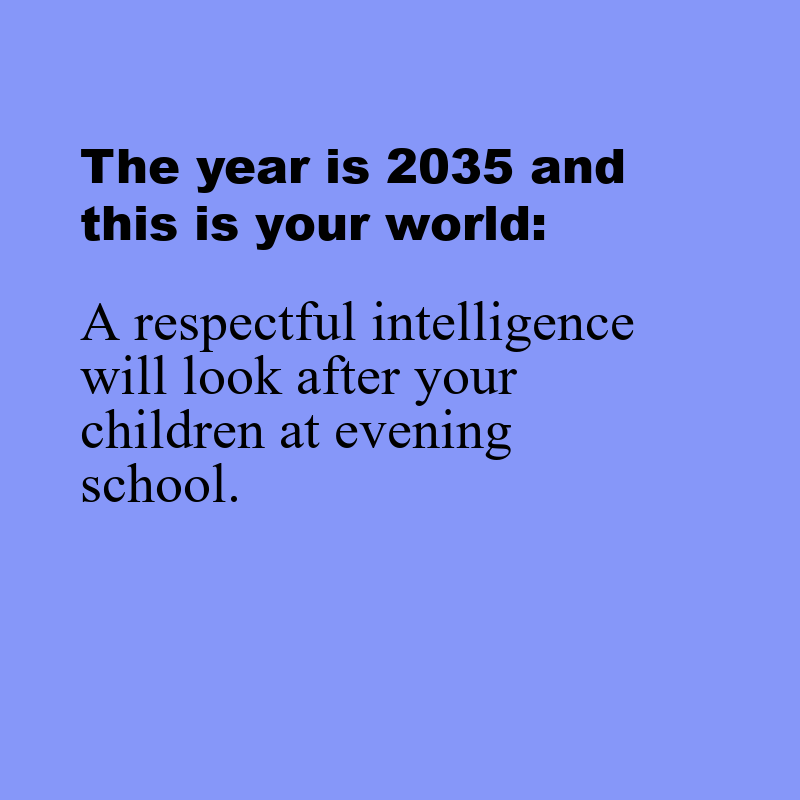 The year is 2035 and
this is your world:
A respectful intelligence
will look after your
children at evening
school.